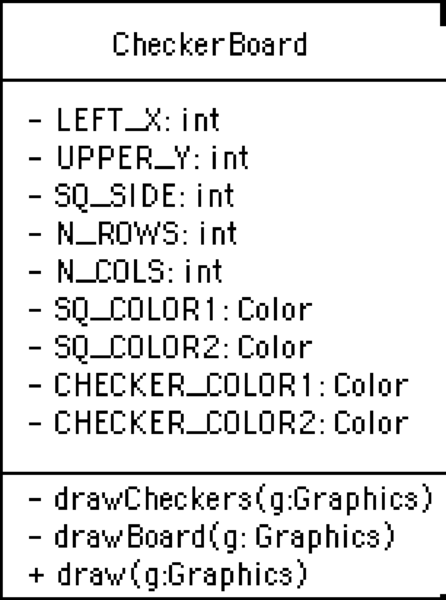 CheckerBoard
- LEFT_X: int
- UPPER_Y: int
- SQ_SIDE: int
- N_ROWS: int
- N_COLS: int
- SQ_COLOR1: Color
- SQ_COLOR2: Color
- CHECKER_COLOR1: Color
- CHECKER_COLOR2: Color
- drawCheckers(g:Graphics)
- drawBoard(g: Graphics)
+ draw(g:Graphics)